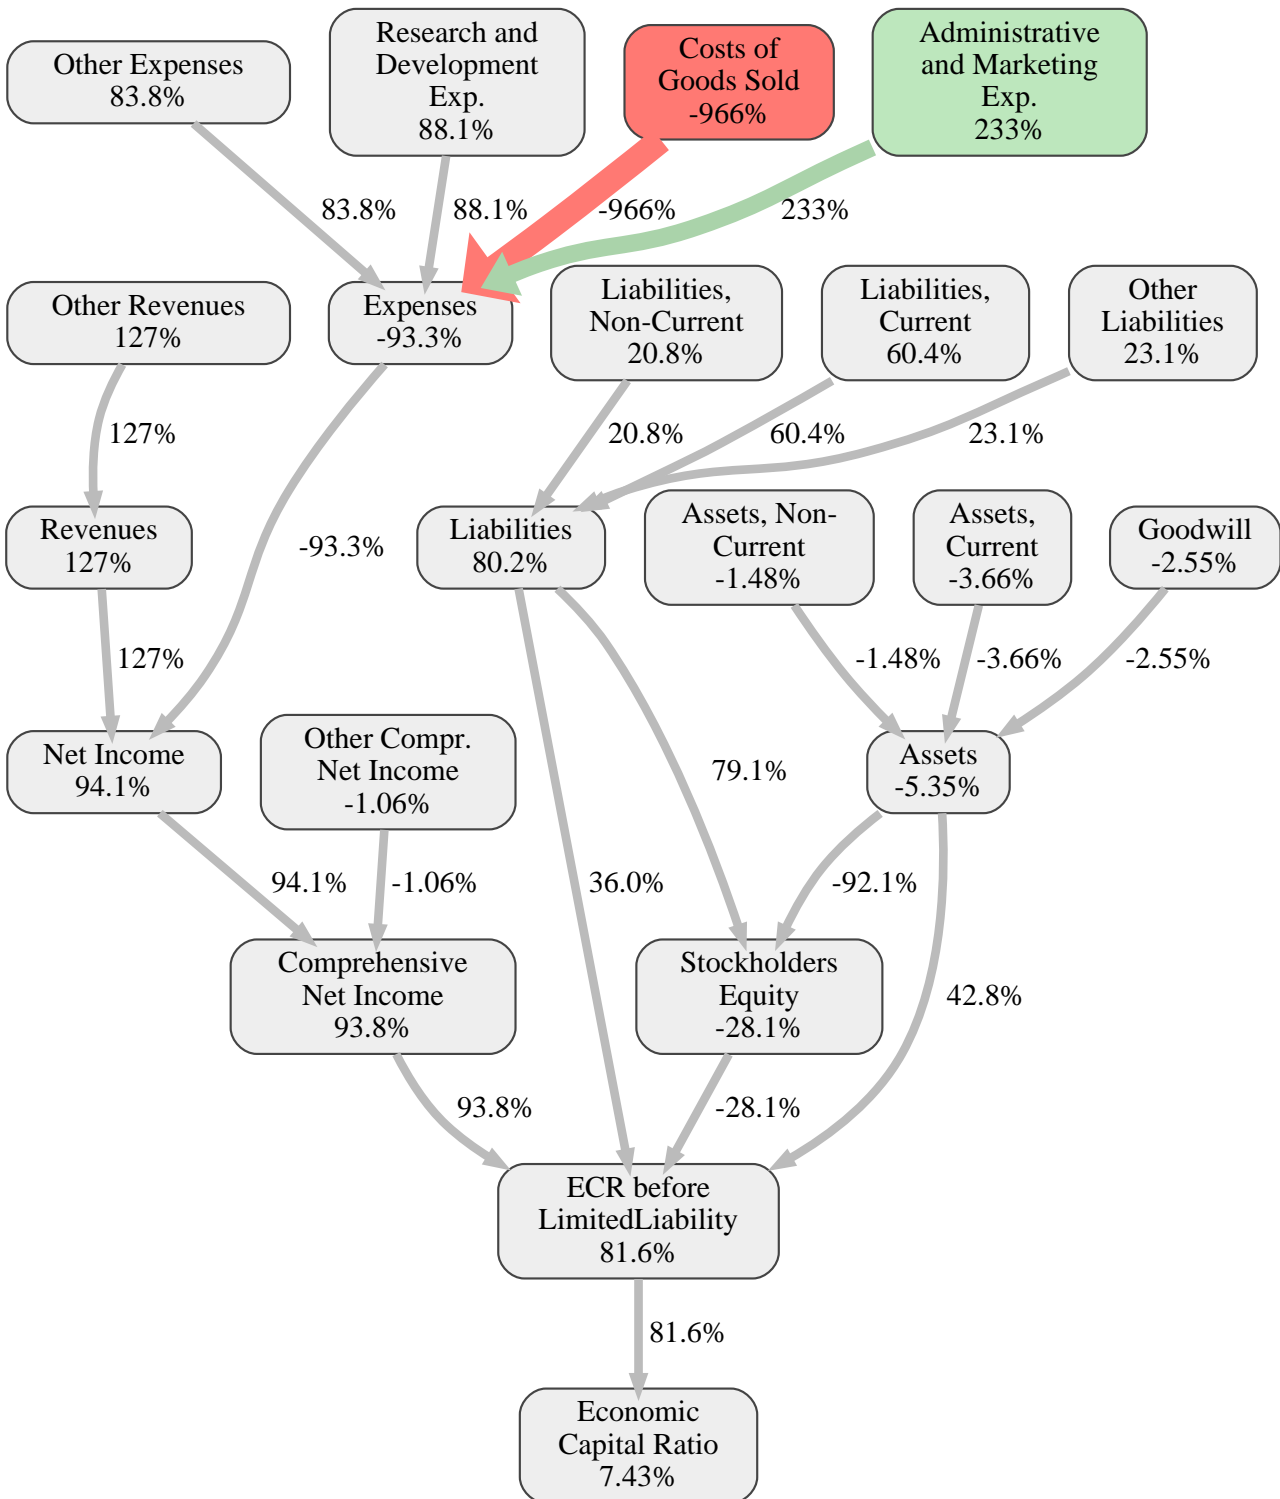 Other Expenses
83.8%
Research and
Development
Exp.
88.1%
Costs of
Goods Sold
-966%
Administrative
and Marketing
Exp.
233%
83.8%
88.1%
-966%
233%
Other Revenues
127%
Expenses
-93.3%
Liabilities,
Non-Current
20.8%
Liabilities,
Current
60.4%
Other
Liabilities
23.1%
127%
20.8%
60.4%
23.1%
Revenues
127%
-93.3%
Liabilities
80.2%
Assets, Non-
Current
-1.48%
Assets,
Current
-3.66%
Goodwill
-2.55%
127%
-1.48%
-3.66%
-2.55%
Net Income
94.1%
Other Compr.
Net Income
-1.06%
79.1%
Assets
-5.35%
94.1%
-1.06%
36.0%
-92.1%
Comprehensive
Net Income
93.8%
Stockholders
Equity
-28.1%
42.8%
93.8%
-28.1%
ECR before
LimitedLiability
81.6%
81.6%
Economic
Capital Ratio
7.43%